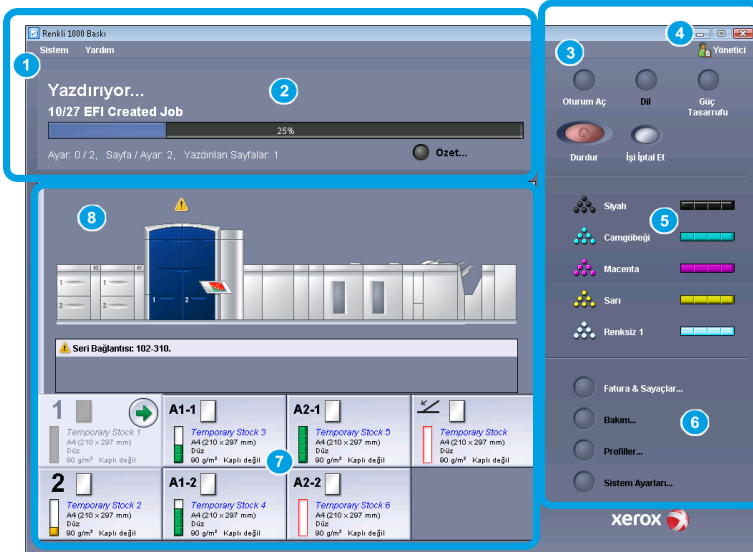 Renkli 1000 Baskı
Sistem Yardım
Yönetici
1
2
3
4
Yazdırıyor...
10/27 EFI Created Job
25%
Ayar: 0 / 2, Sayfa / Ayar: 2, Yazdırılan Sayfalar: 1
Özet...
Oturum Aç
Dil
Güç Tasarrufu
Durdur
İşi İptal Et
8
Siyah
5
Camgöbeği
Macenta
Sarı
Renksiz 1
Seri Bağlantısı: 102-310.
1
Temporary Stock 1
A4 (210 x 297 mm)
Düz
90 g/m² Kaplı değil
A1-1
Temporary Stock 3
A4 (210 x 297 mm)
Düz
90 g/m² Kaplı değil
A2-1
Temporary Stock 5
A4 (210 x 297 mm)
Düz
90 g/m² Kaplı değil
Temporary Stock
A4 (210 x 297 mm)
Düz
90 g/m² Kaplı değil
7
2
Temporary Stock 2
A4 (210 x 297 mm)
Düz
90 g/m² Kaplı değil
A1-2
Temporary Stock 4
A4 (210 x 297 mm)
Düz
90 g/m² Kaplı değil
A2-2
Temporary Stock 6
A4 (210 x 297 mm)
Düz
90 g/m² Kaplı değil
Fatura & Sayaçlar...
Bakım...
6
Profiller...
Sistem Ayarları...
xerox